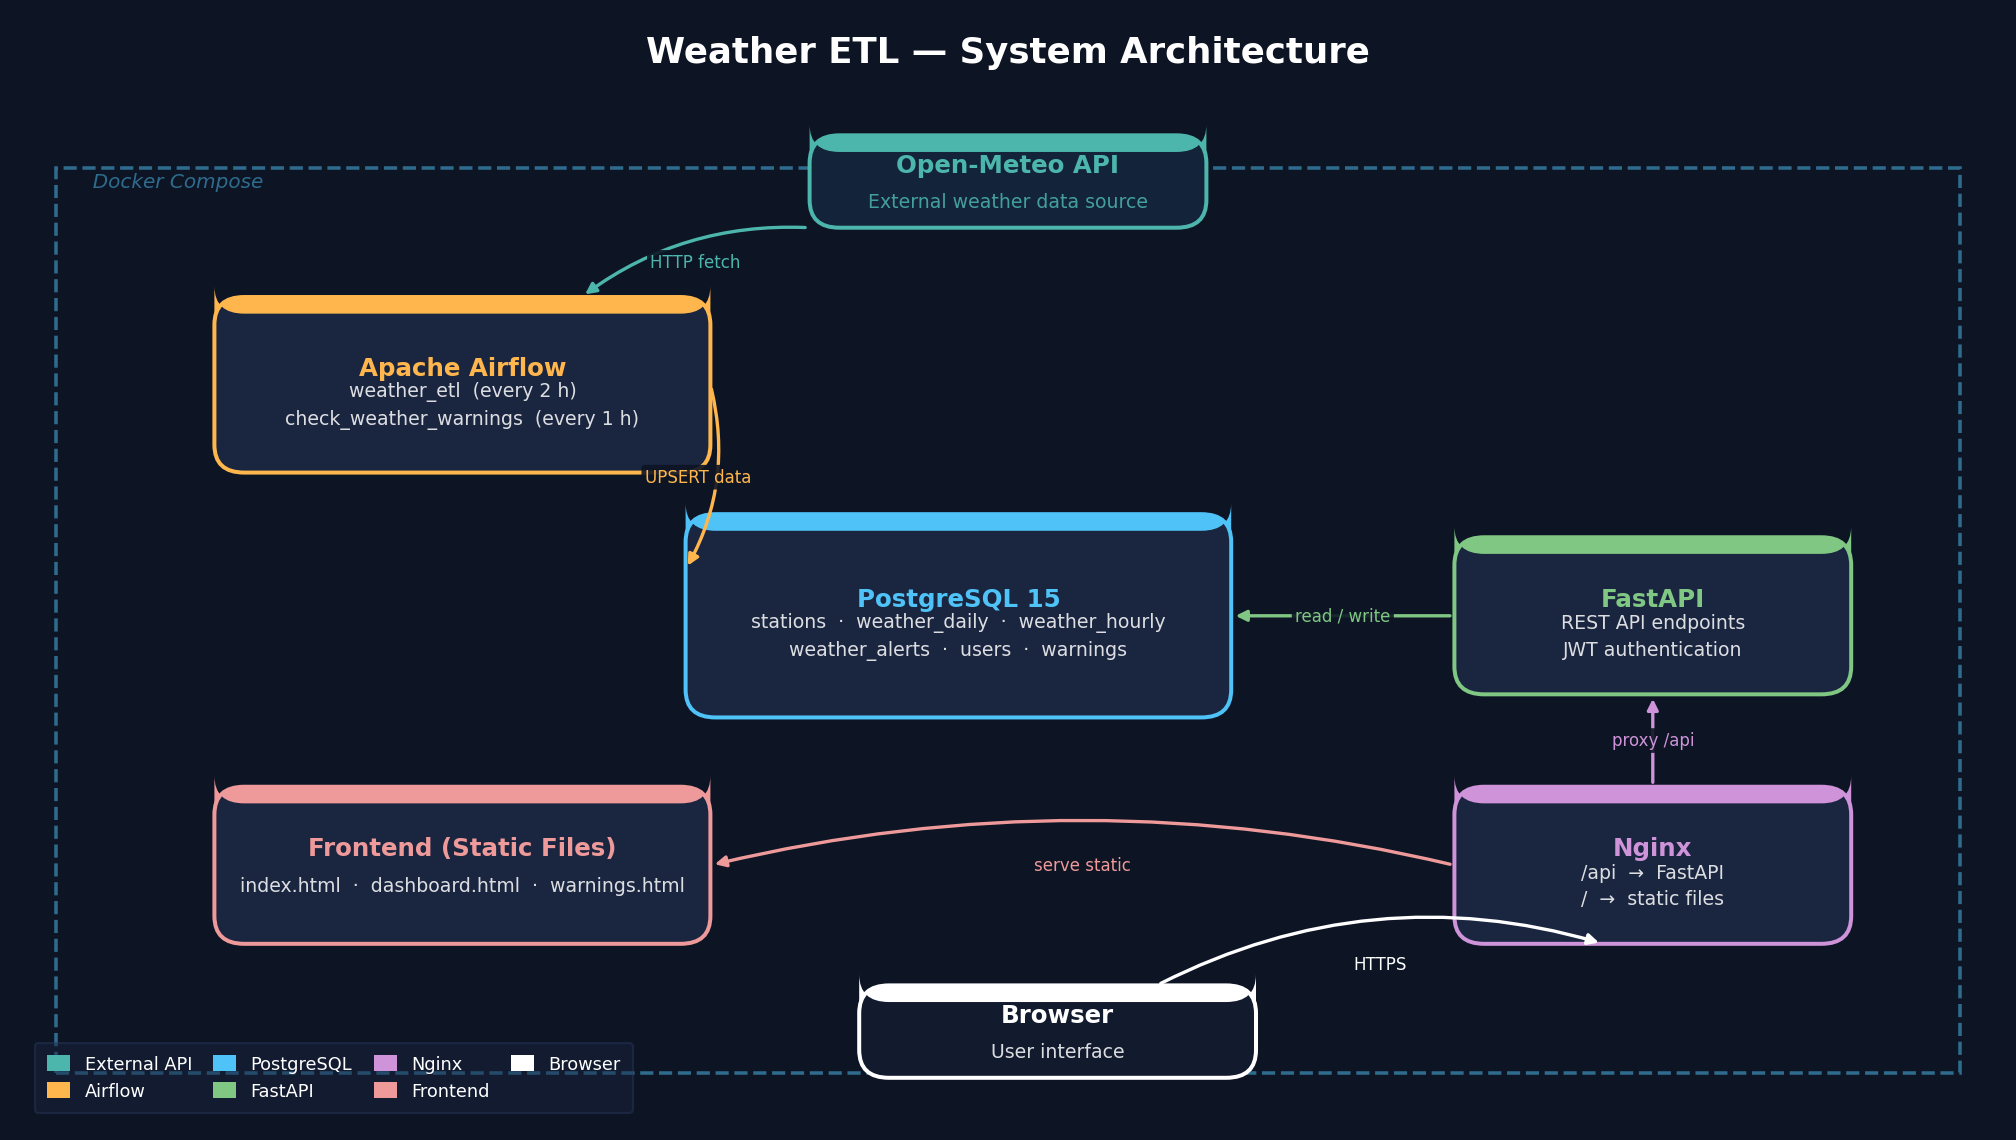 Weather ETL — System Architecture
Docker Compose
Open-Meteo API
External weather data source
HTTP fetch
Apache Airflow
weather_etl  (every 2 h)
check_weather_warnings  (every 1 h)
UPSERT data
PostgreSQL 15
stations  ·  weather_daily  ·  weather_hourly
weather_alerts  ·  users  ·  warnings
read / write
FastAPI
REST API endpoints
JWT authentication
proxy /api
Frontend (Static Files)
index.html  ·  dashboard.html  ·  warnings.html
serve static
Nginx
/api  →  FastAPI
/  →  static files
HTTPS
Browser
User interface
External API
PostgreSQL
Nginx
Browser
Airflow
FastAPI
Frontend